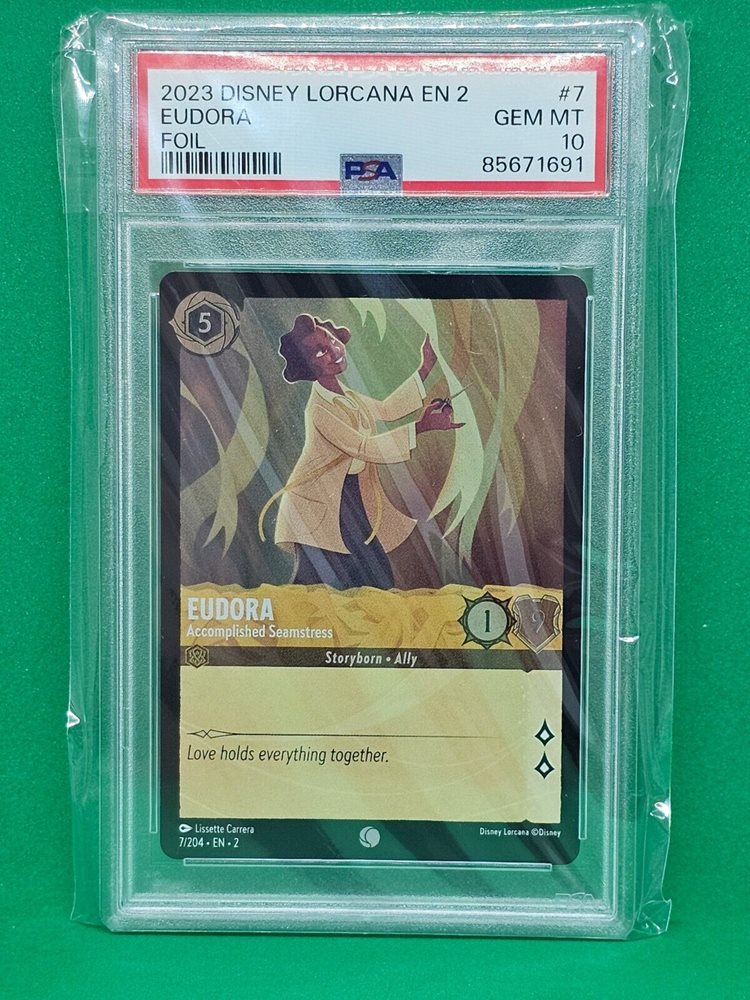 2023 DISNEY LORCANA EN 2 #7
EUDORA GEM MT
FOIL 10
PSA 85671691
5
EUDORA
Accomplished Seamstress
1 9
Storyborn • Ally
Love holds everything together.
Lissette Carrera
7/204 • EN • 2
Disney Lorcana ©Disney